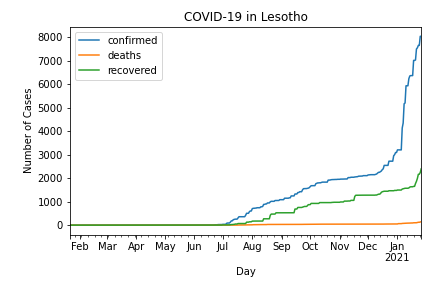 COVID-19 in Lesotho
confirmed
deaths
recovered
Number of Cases
8000
7000
6000
5000
4000
3000
2000
1000
0
Feb Mar Apr May Jun Jul Aug Sep Oct Nov Dec Jan
2021
Day